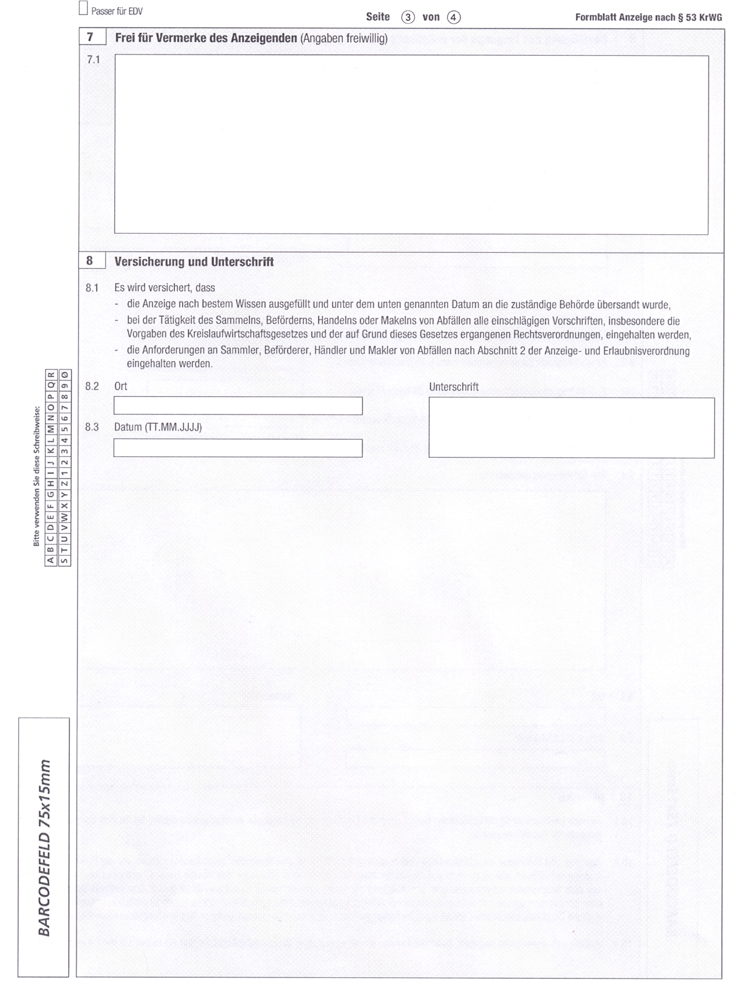 Passer für EDV
Seite 3 von 4
Formblatt Anzeige nach § 53 KrWG
7 Frei für Vermerke des Anzeigenden (Angaben freiwillig)
7.1
8 Versicherung und Unterschrift
8.1 Es wird versichert, dass
- die Anzeige nach bestem Wissen ausgefüllt und unter dem unten genannten Datum an die zuständige Behörde übersandt wurde,
- bei der Tätigkeit des Sammelns, Beförderns, Handelns oder Makelns von Abfällen alle einschlägigen Vorschriften, insbesondere die
Vorgaben des Kreislaufwirtschaftsgesetzes und der auf Grund dieses Gesetzes ergangenen Rechtsverordnungen, eingehalten werden,
- die Anforderungen an Sammler, Beförderer, Händler und Makler von Abfällen nach Abschnitt 2 der Anzeige- und Erlaubnisverordnung
eingehalten werden.
8.2 Ort
Unterschrift
8.3 Datum (TT.MM.JJJJ)
Bitte verwenden Sie diese Schreibweise:
A B C D E F G H I J K L M N O P Q R
S T U V W X Y Z 1 2 3 4 5 6 7 8 9 Ø
BARCODEFELD 75x15mm